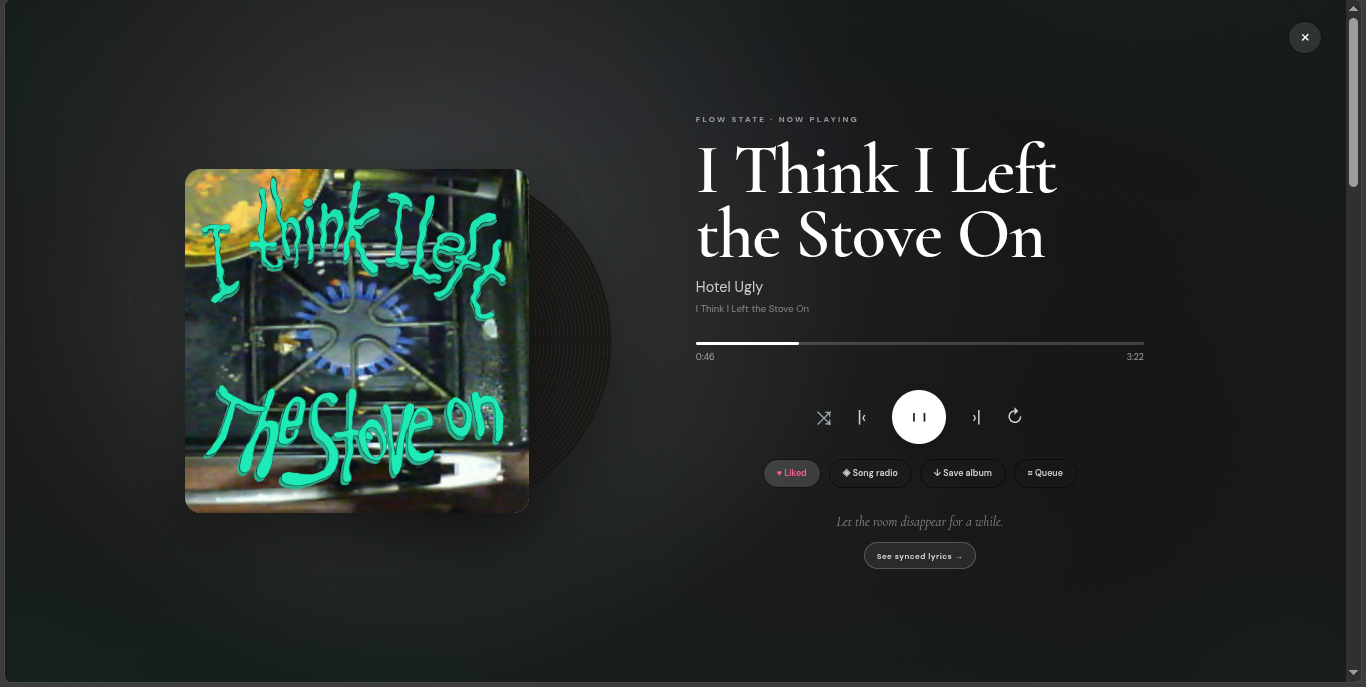 FLOW STATE · NOW PLAYING
I Think I Left
the Stove On
Hotel Ugly
I Think I Left the Stove On
0:46
3:22
♥ Liked
◈ Song radio
↓ Save album
≡ Queue
Let the room disappear for a while.
See synced lyrics →
I think I Left
The Stove on